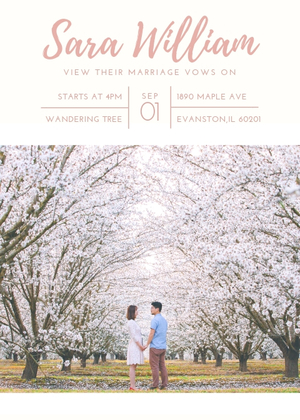 Sara William
VIEW THEIR MARRIAGE VOWS ON
STARTS AT 4PM
WANDERING TREE
SEP
01
1890 MAPLE AVE
EVANSTON,IL 60201